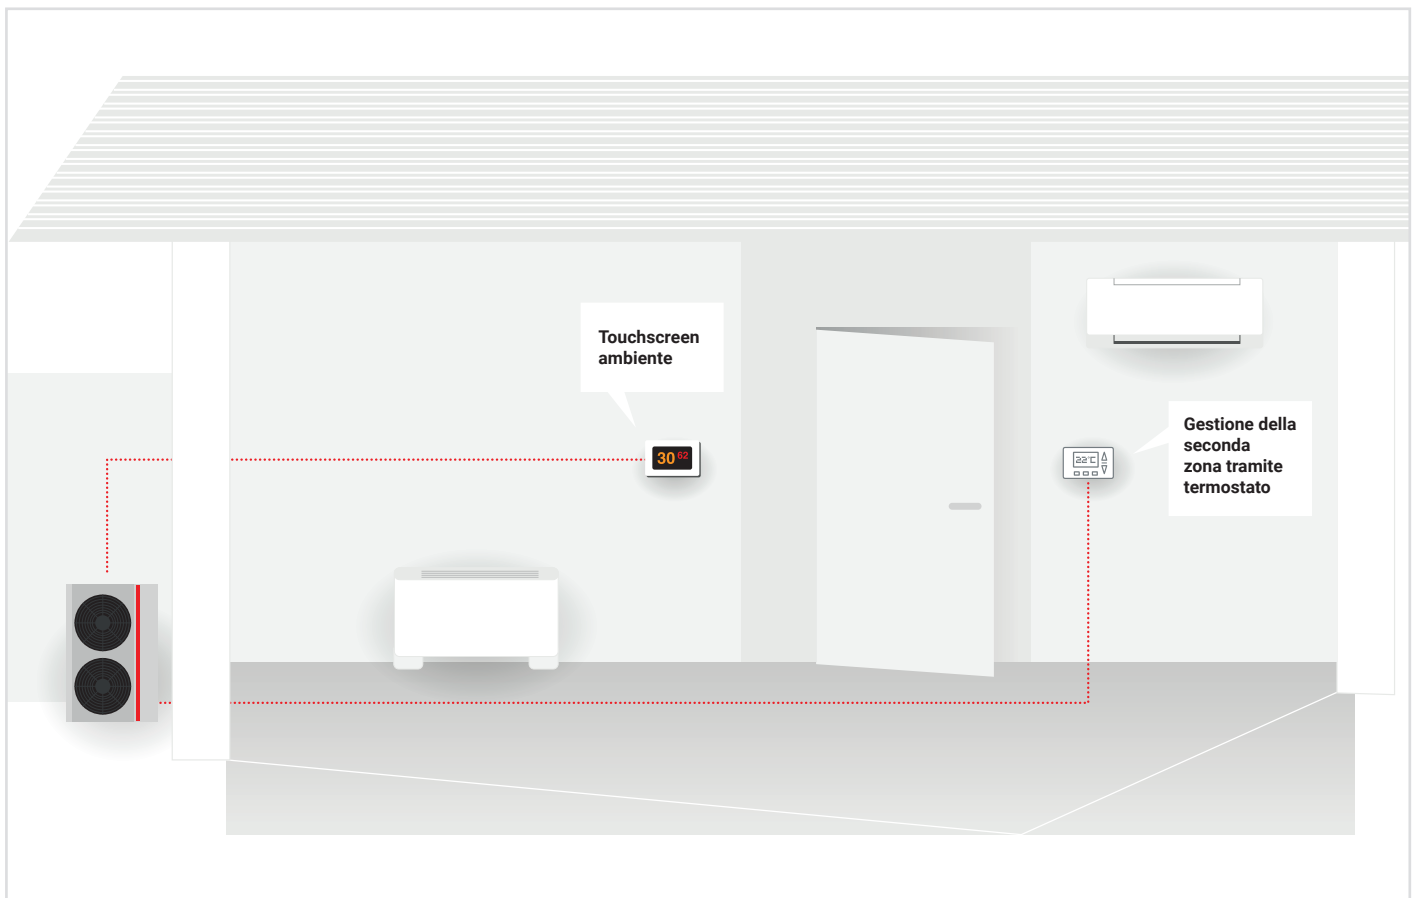 Touchscreen
ambiente
30 62
Gestione della
seconda
zona tramite
termostato
22°C